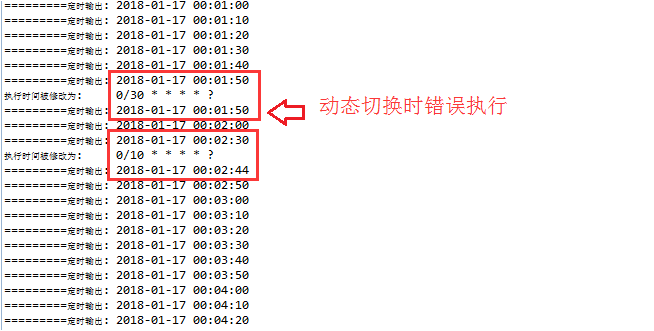 =========定时输出: 2018-01-17 00:01:00
=========定时输出: 2018-01-17 00:01:10
=========定时输出: 2018-01-17 00:01:20
=========定时输出: 2018-01-17 00:01:30
=========定时输出: 2018-01-17 00:01:40
=========定时输出: 2018-01-17 00:01:50
执行时间被修改为: 0/30 * * * * ?
=========定时输出: 2018-01-17 00:01:50
动态切换时错误执行
=========定时输出: 2018-01-17 00:02:00
=========定时输出: 2018-01-17 00:02:30
执行时间被修改为: 0/10 * * * * ?
=========定时输出: 2018-01-17 00:02:44
=========定时输出: 2018-01-17 00:02:50
=========定时输出: 2018-01-17 00:03:00
=========定时输出: 2018-01-17 00:03:10
=========定时输出: 2018-01-17 00:03:20
=========定时输出: 2018-01-17 00:03:30
=========定时输出: 2018-01-17 00:03:40
=========定时输出: 2018-01-17 00:03:50
=========定时输出: 2018-01-17 00:04:00
=========定时输出: 2018-01-17 00:04:10
=========定时输出: 2018-01-17 00:04:20